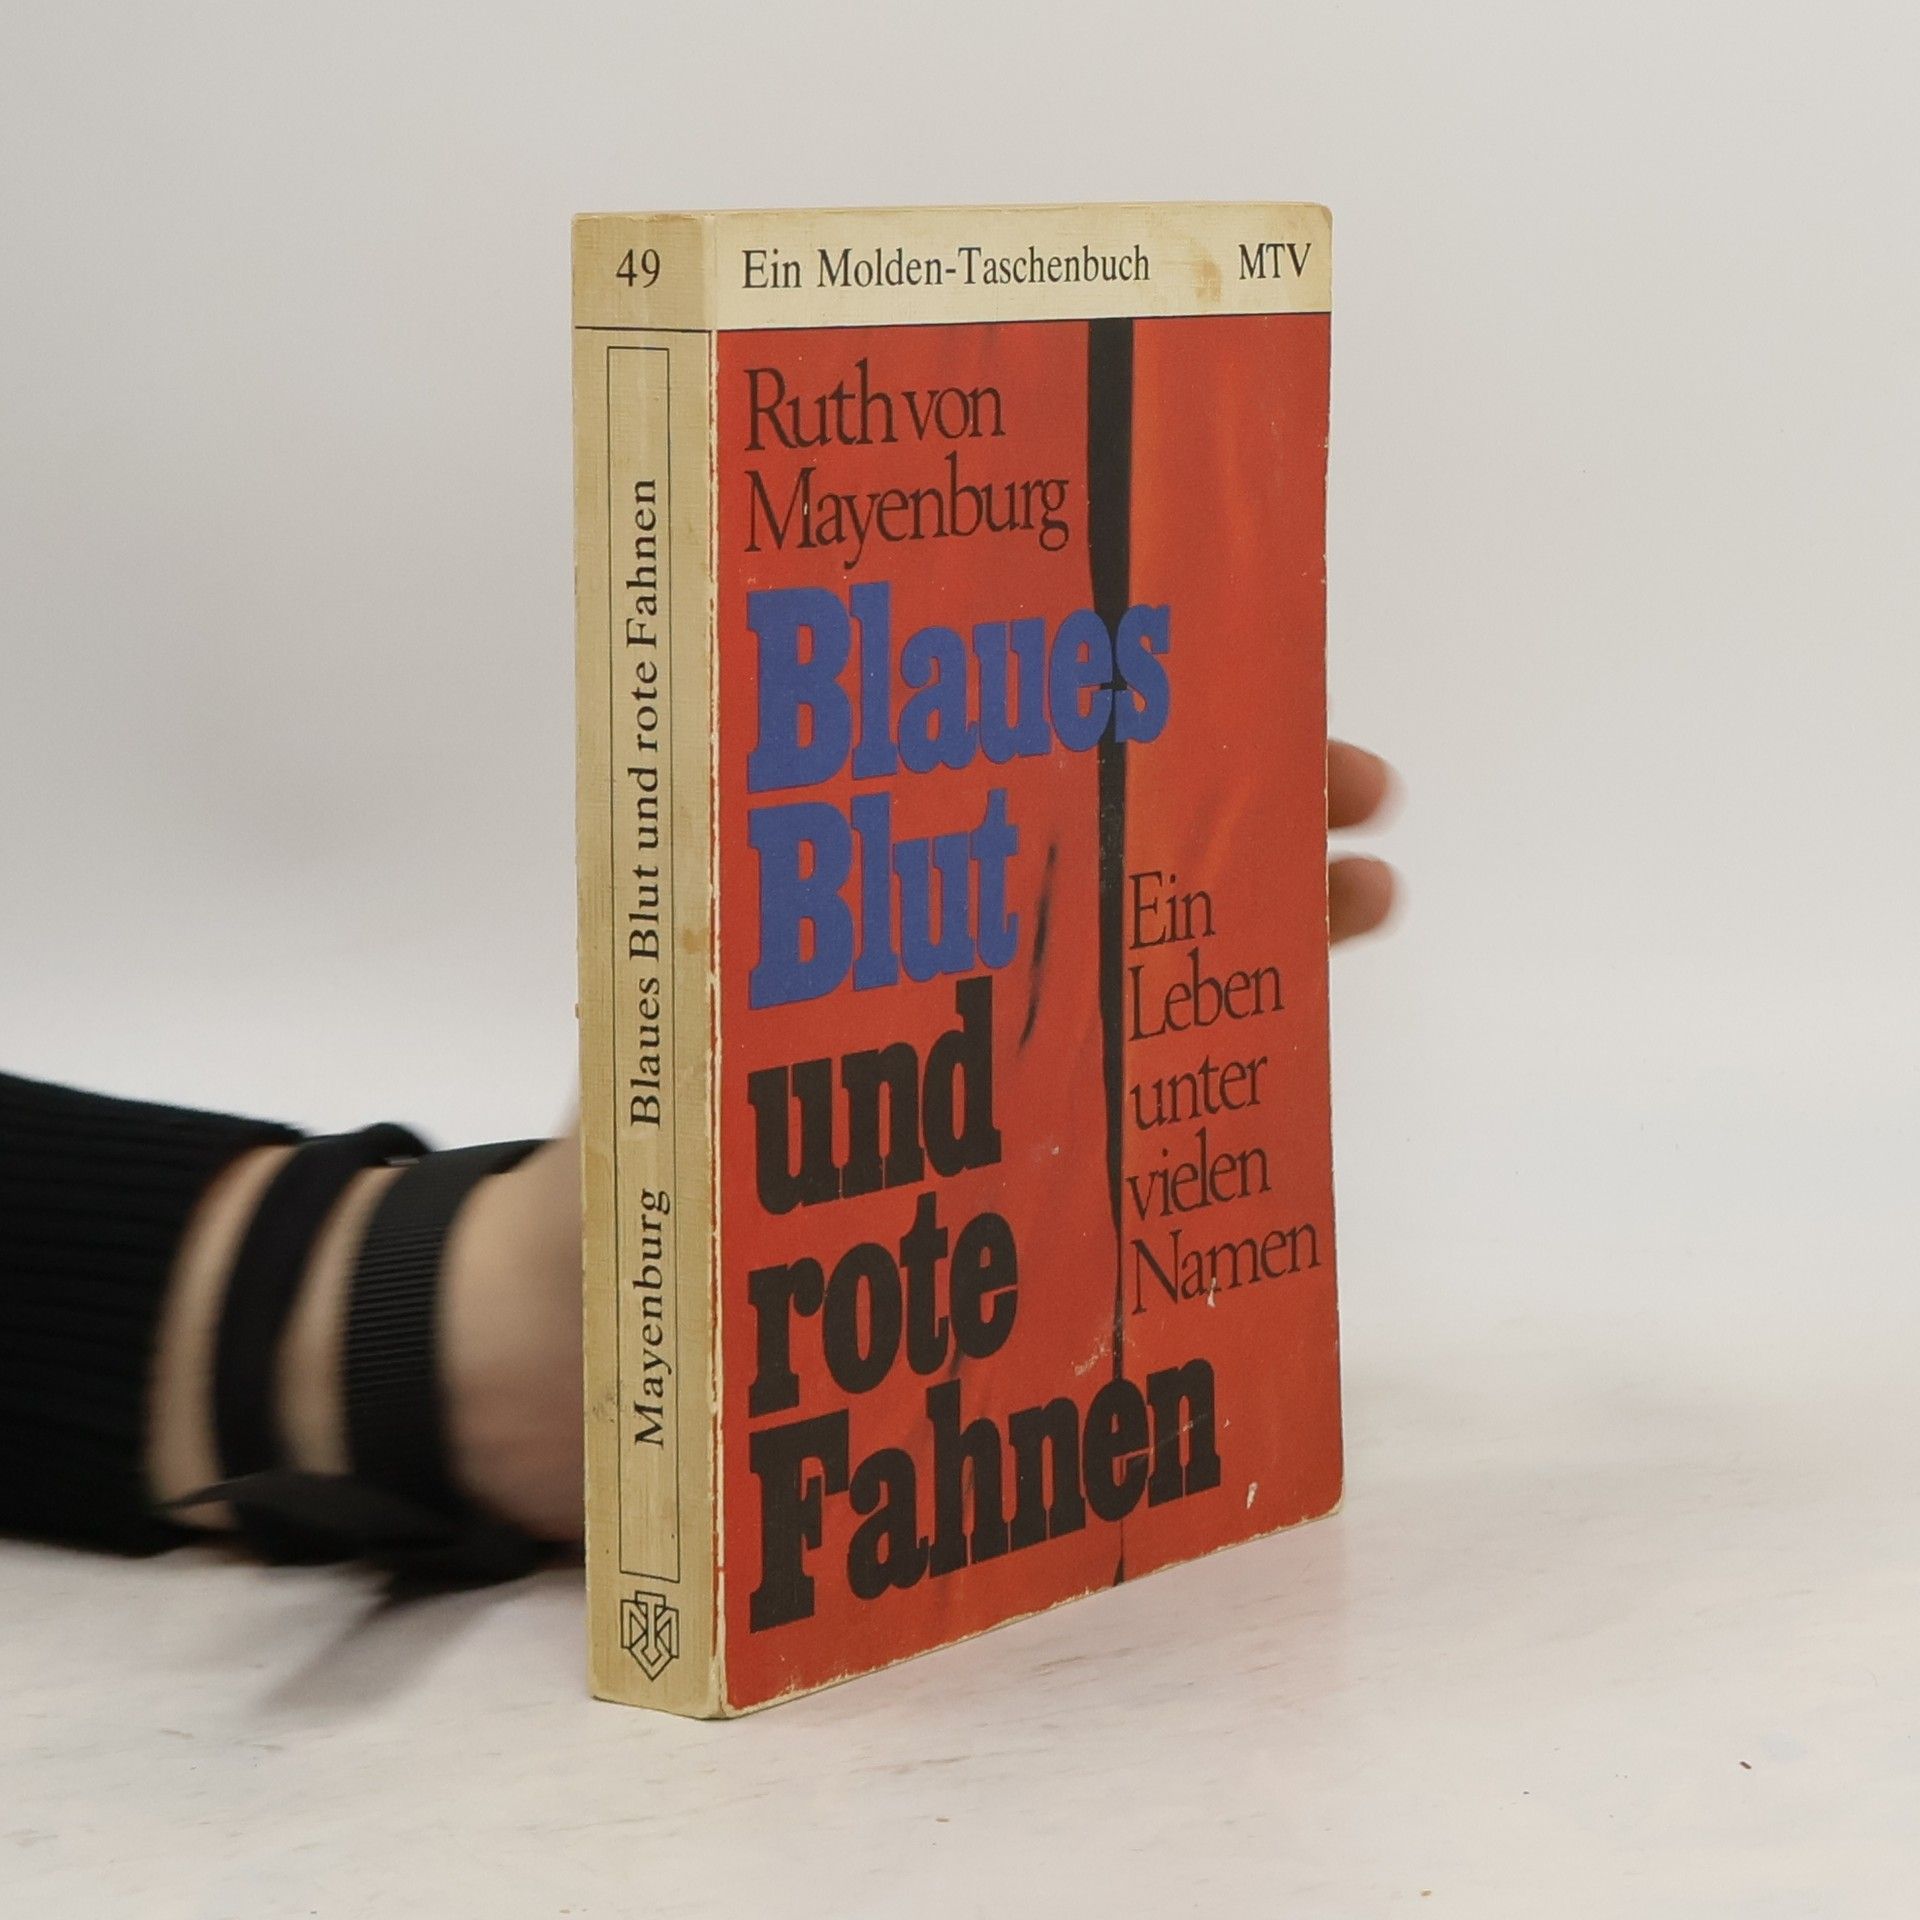 49
Mayenburg Blaues Blut und rote Fahnen
Ein Molden-Taschenbuch MTV
Ruth von
Mayenburg
Blaues
Blut
und
rote
Fahnen
Ein
Leben
unter
vielen
Namen